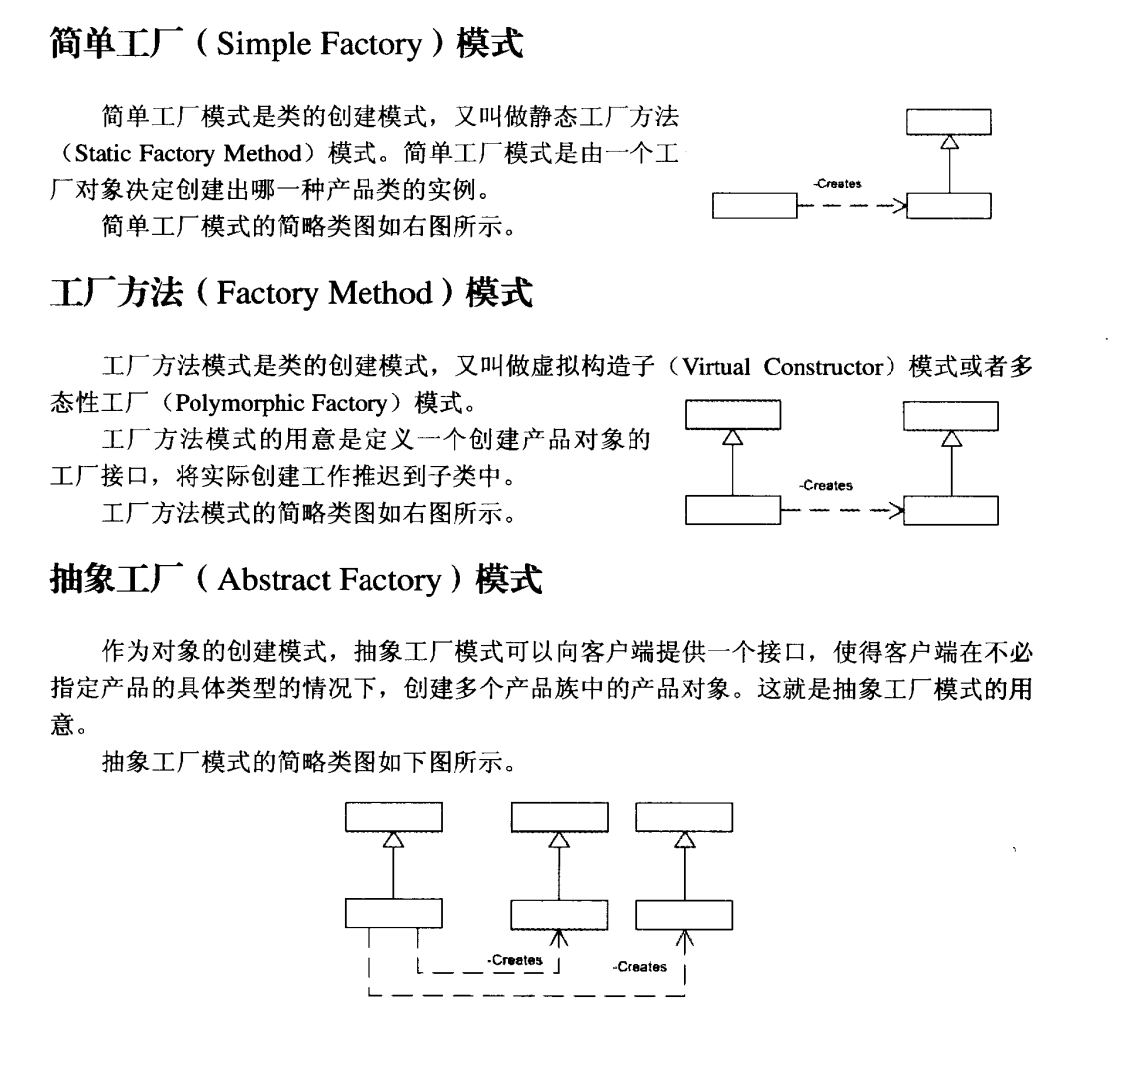 简单工厂（Simple Factory）模式
简单工厂模式是类的创建模式，又叫做静态工厂方法
（Static Factory Method）模式。简单工厂模式是由一个工
厂对象决定创建出哪一种产品类的实例。
简单工厂模式的简略类图如右图所示。
-Creates
工厂方法（Factory Method）模式
工厂方法模式是类的创建模式，又叫做虚拟构造子（Virtual Constructor）模式或者多
态性工厂（Polymorphic Factory）模式。
工厂方法模式的用意是定义一个创建产品对象的
工厂接口，将实际创建工作推迟到子类中。
工厂方法模式的简略类图如右图所示。
-Creates
抽象工厂（Abstract Factory）模式
作为对象的创建模式，抽象工厂模式可以向客户端提供一个接口，使得客户端在不必
指定产品的具体类型的情况下，创建多个产品族中的产品对象。这就是抽象工厂模式的用
意。
抽象工厂模式的简略类图如下图所示。
-Creates
-Creates